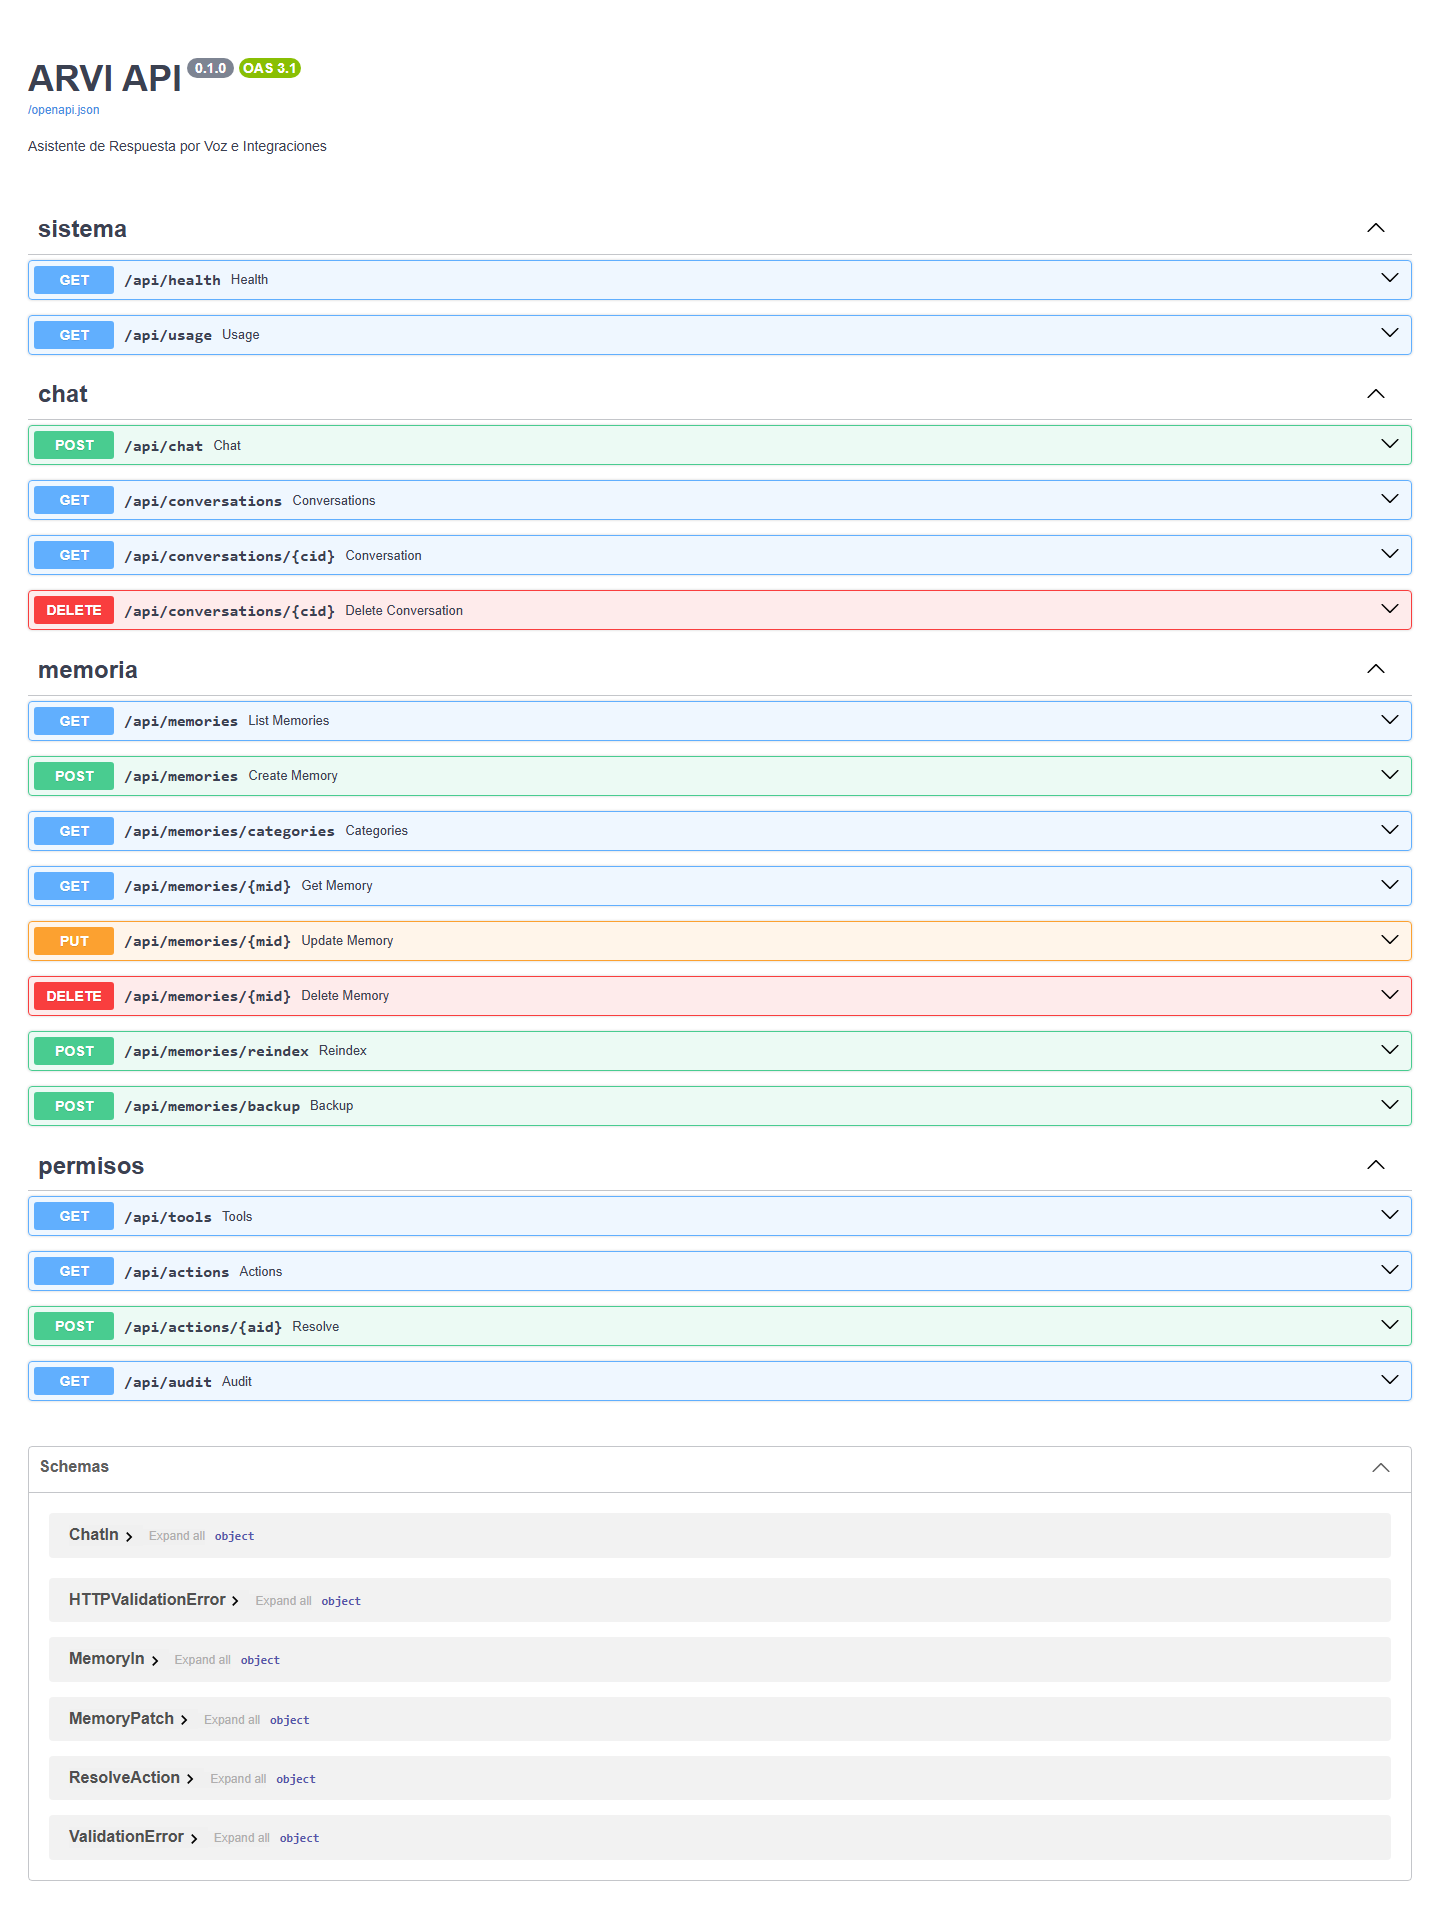 ARVI API 0.1.0 OAS 3.1
/openapi.json
Asistente de Respuesta por Voz e Integraciones
sistema
GET /api/health Health
GET /api/usage Usage
chat
POST /api/chat Chat
GET /api/conversations Conversations
GET /api/conversations/{cid} Conversation
DELETE /api/conversations/{cid} Delete Conversation
memoria
GET /api/memories List Memories
POST /api/memories Create Memory
GET /api/memories/categories Categories
GET /api/memories/{mid} Get Memory
PUT /api/memories/{mid} Update Memory
DELETE /api/memories/{mid} Delete Memory
POST /api/memories/reindex Reindex
POST /api/memories/backup Backup
permisos
GET /api/tools Tools
GET /api/actions Actions
POST /api/actions/{aid} Resolve
GET /api/audit Audit
Schemas
ChatIn Expand all object
HTTPValidationError Expand all object
MemoryIn Expand all object
MemoryPatch Expand all object
ResolveAction Expand all object
ValidationError Expand all object